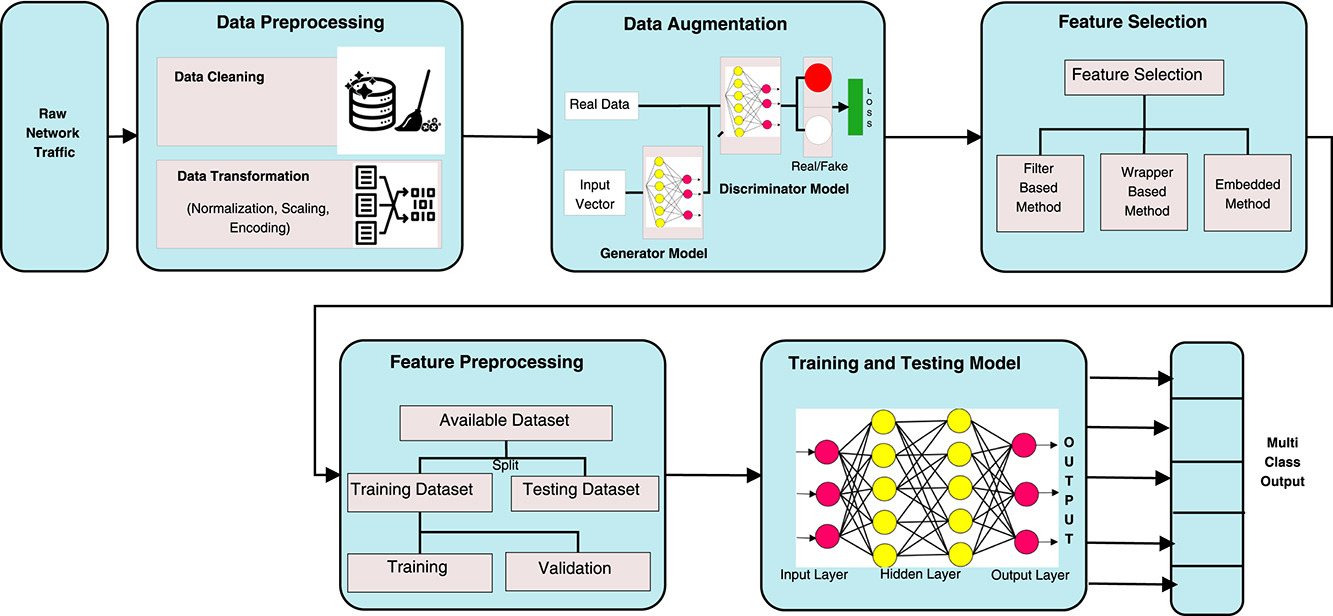 Raw
Network
Traffic
Data Preprocessing
Data Cleaning
Data Transformation
(Normalization, Scaling,
Encoding)
Data Augmentation
Real Data
Input
Vector
Generator Model
Discriminator Model
Real/Fake
L
O
S
S
Feature Selection
Feature Selection
Filter
Based
Method
Wrapper
Based
Method
Embedded
Method
Feature Preprocessing
Available Dataset
Split
Training Dataset
Testing Dataset
Training
Validation
Training and Testing Model
Input Layer
Hidden Layer
Output Layer
O
U
T
P
U
T
Multi
Class
Output